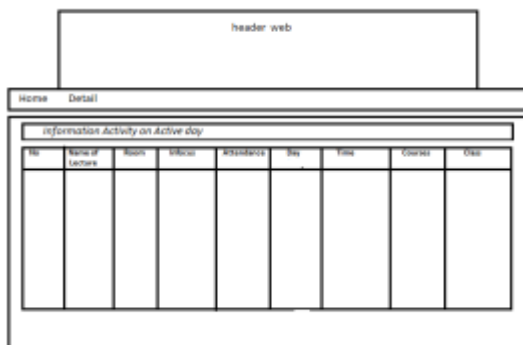 header web
Home Detail
Information Activity on Active day
No Name of Lecture Room Infocus Attendance Day Time Courses Class